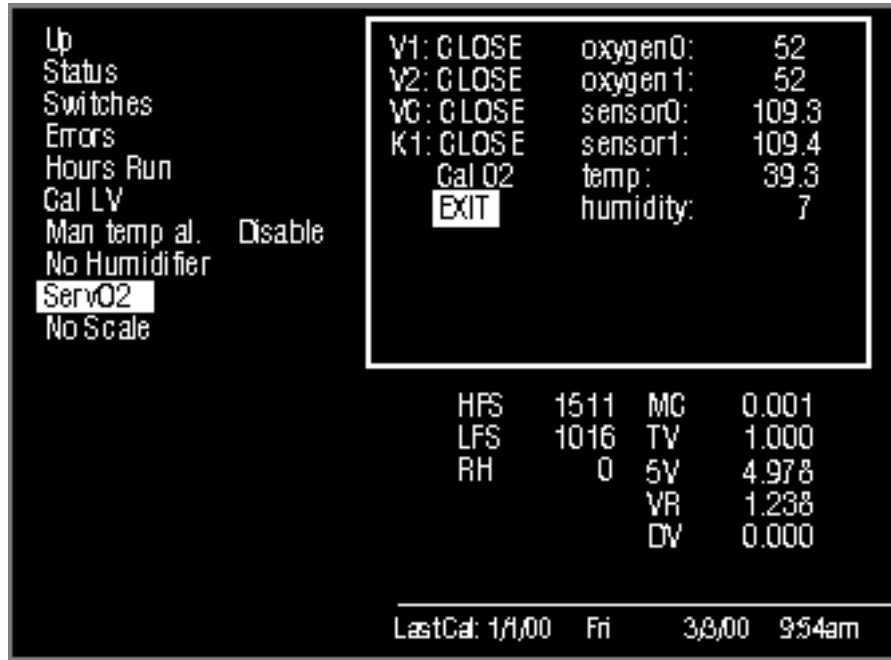 Up
Status
Switches
Errors
Hours Run
Cal LV
Man temp al. Disable
No Humidifier
ServO2
No Scale
V1: CLOSE oxygen0: 52
V2: CLOSE oxygen1: 52
VC: CLOSE sensor0: 109.3
K1: CLOSE sensor1: 109.4
Cal O2 temp: 39.3
EXIT humidity: 7
HFS 1511 MC 0.001
LFS 1016 TV 1.000
RH 0 5V 4.978
VR 1.238
DV 0.000
LastCal: 1/1/00 Fri 3/3/00 9:54am